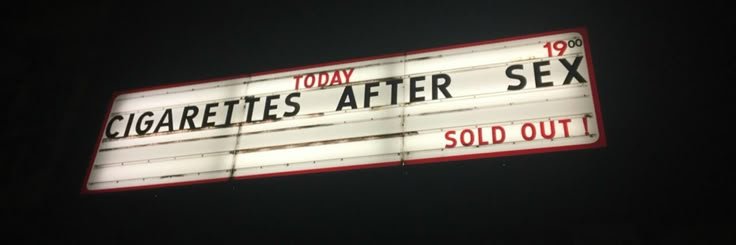 TODAY 19⁰⁰
CIGARETTES AFTER SEX
SOLD OUT!